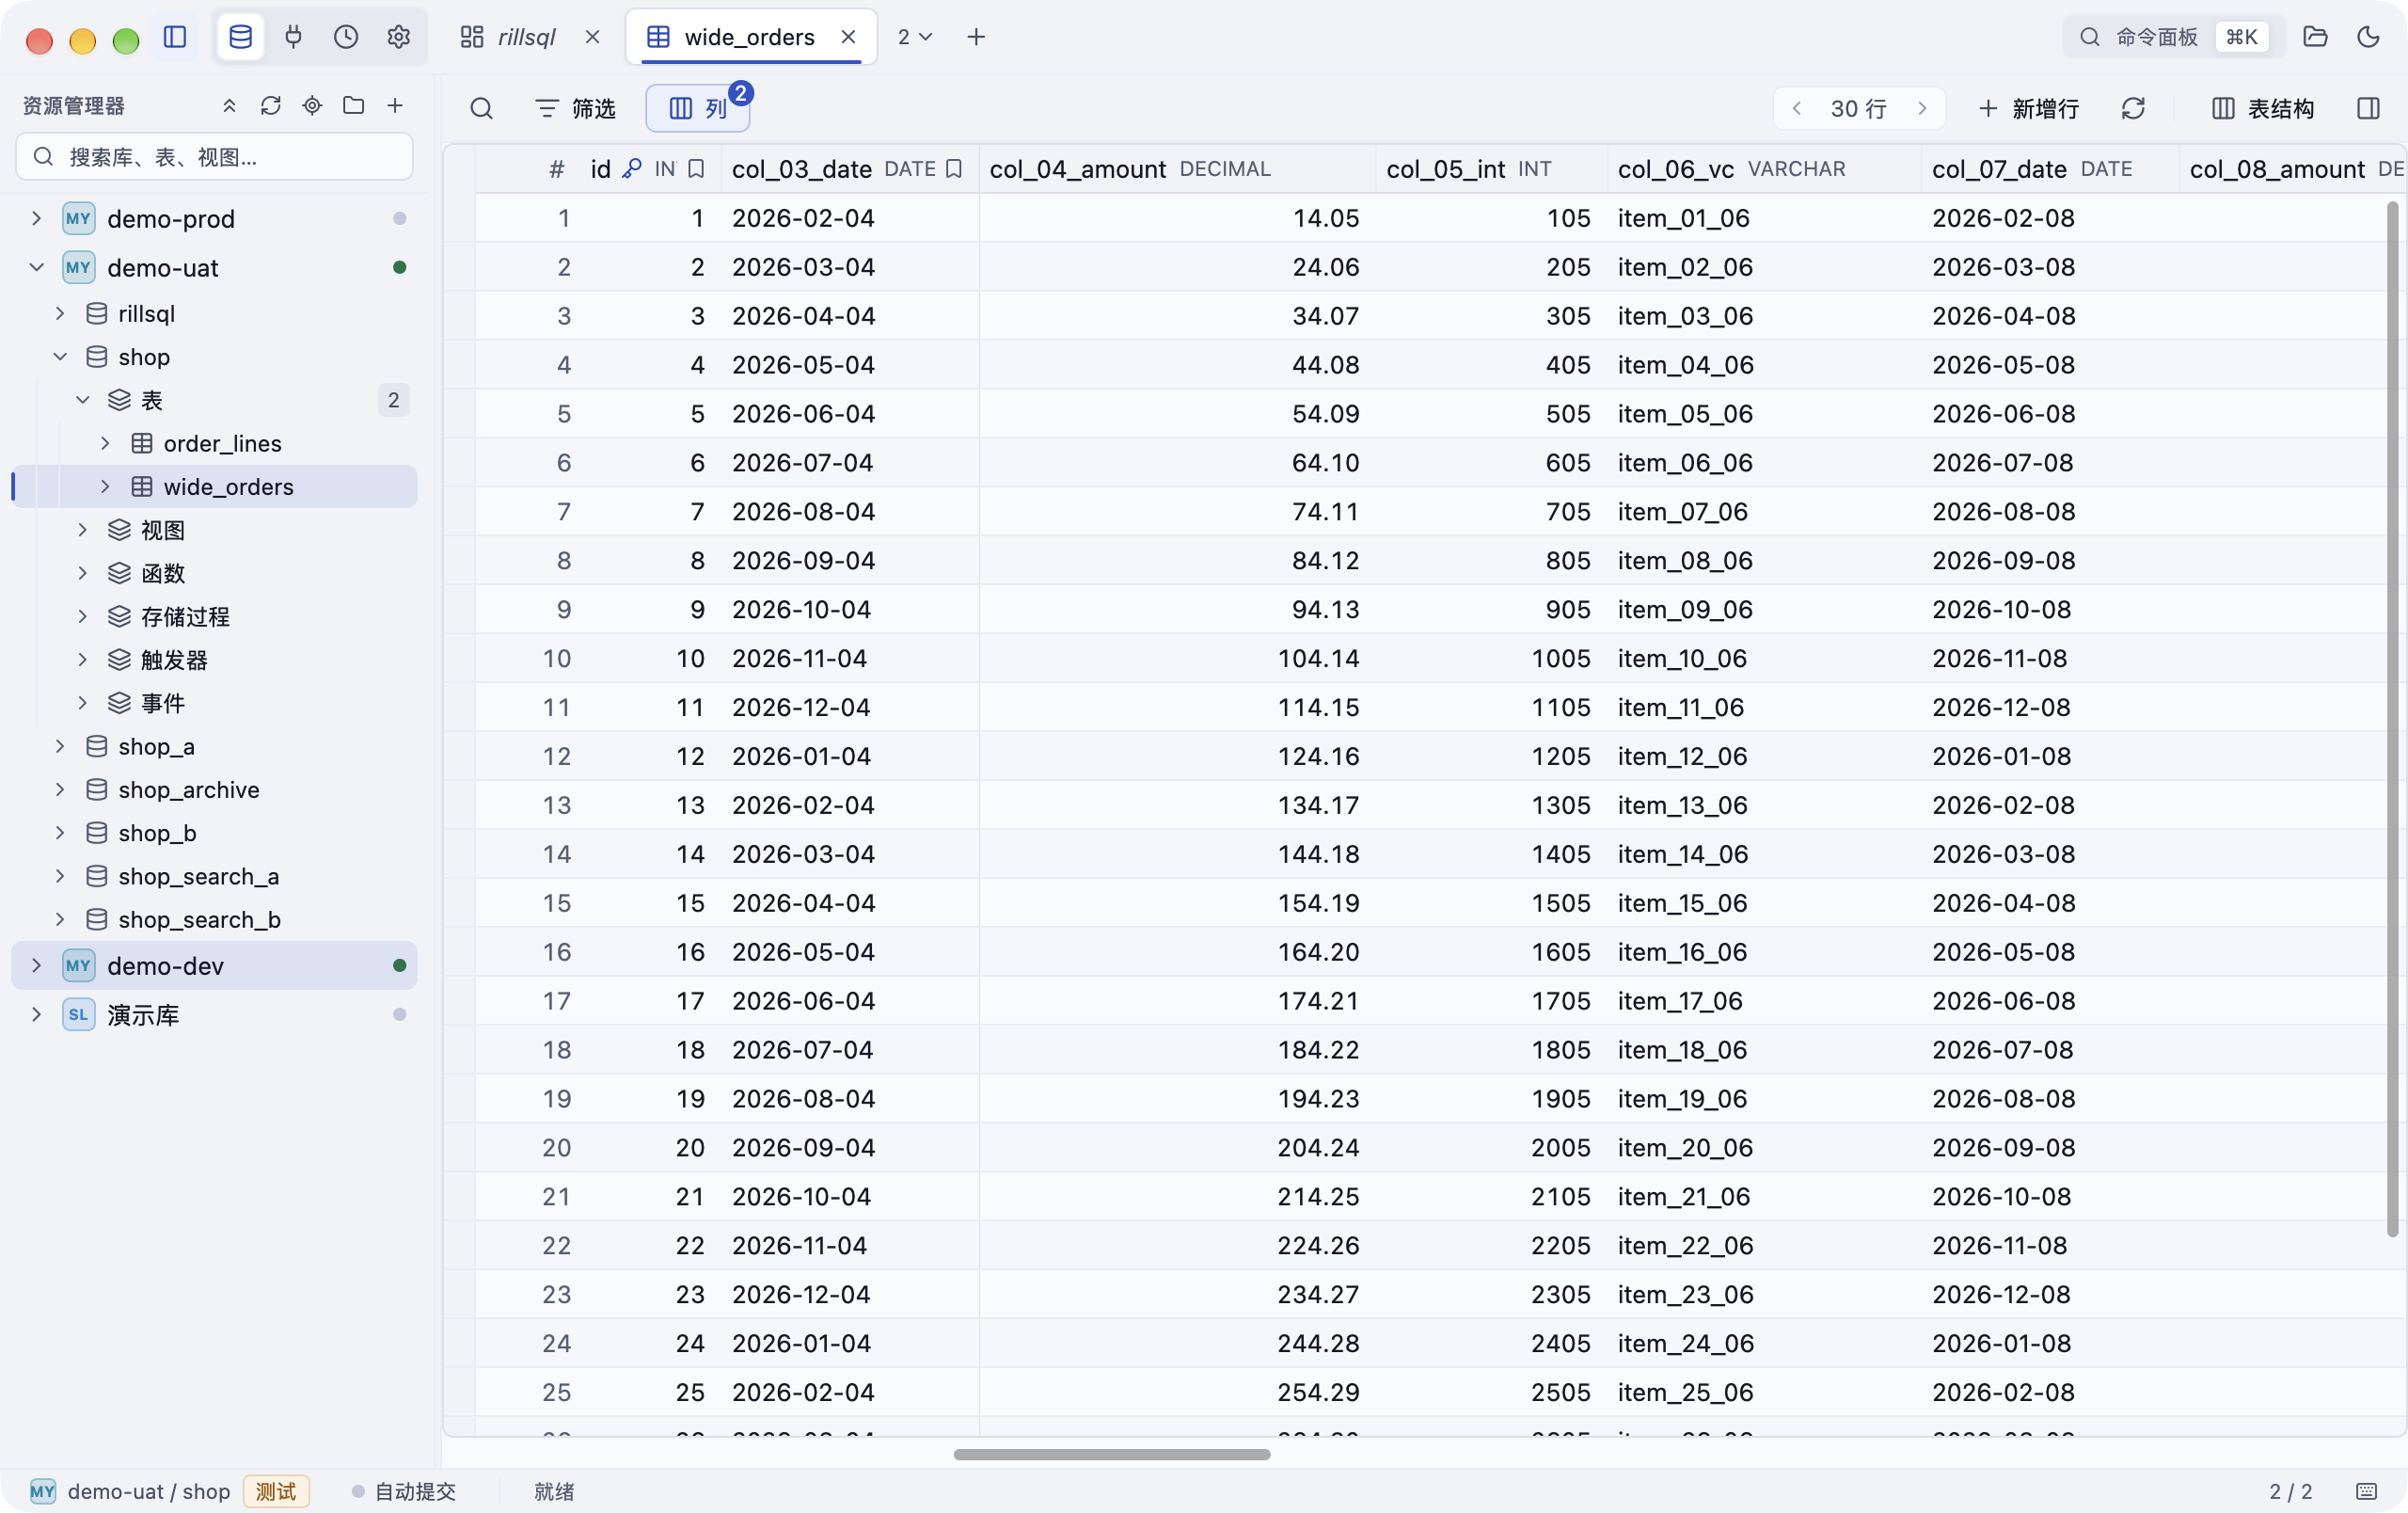 rillsql
wide_orders
2
命令面板 ⌘K
资源管理器
搜索库、表、视图...
demo-prod
demo-uat
rillsql
shop
表 2
order_lines
wide_orders
视图
函数
存储过程
触发器
事件
shop_a
shop_archive
shop_b
shop_search_a
shop_search_b
MY demo-dev
SL 演示库
筛选
列 2
30 行
新增行
表结构
# id IN col_03_date DATE col_04_amount DECIMAL col_05_int INT col_06_vc VARCHAR col_07_date DATE col_08_amount DE
1 1 2026-02-04 14.05 105 item_01_06 2026-02-08
2 2 2026-03-04 24.06 205 item_02_06 2026-03-08
3 3 2026-04-04 34.07 305 item_03_06 2026-04-08
4 4 2026-05-04 44.08 405 item_04_06 2026-05-08
5 5 2026-06-04 54.09 505 item_05_06 2026-06-08
6 6 2026-07-04 64.10 605 item_06_06 2026-07-08
7 7 2026-08-04 74.11 705 item_07_06 2026-08-08
8 8 2026-09-04 84.12 805 item_08_06 2026-09-08
9 9 2026-10-04 94.13 905 item_09_06 2026-10-08
10 10 2026-11-04 104.14 1005 item_10_06 2026-11-08
11 11 2026-12-04 114.15 1105 item_11_06 2026-12-08
12 12 2026-01-04 124.16 1205 item_12_06 2026-01-08
13 13 2026-02-04 134.17 1305 item_13_06 2026-02-08
14 14 2026-03-04 144.18 1405 item_14_06 2026-03-08
15 15 2026-04-04 154.19 1505 item_15_06 2026-04-08
16 16 2026-05-04 164.20 1605 item_16_06 2026-05-08
17 17 2026-06-04 174.21 1705 item_17_06 2026-06-08
18 18 2026-07-04 184.22 1805 item_18_06 2026-07-08
19 19 2026-08-04 194.23 1905 item_19_06 2026-08-08
20 20 2026-09-04 204.24 2005 item_20_06 2026-09-08
21 21 2026-10-04 214.25 2105 item_21_06 2026-10-08
22 22 2026-11-04 224.26 2205 item_22_06 2026-11-08
23 23 2026-12-04 234.27 2305 item_23_06 2026-12-08
24 24 2026-01-04 244.28 2405 item_24_06 2026-01-08
25 25 2026-02-04 254.29 2505 item_25_06 2026-02-08
MY demo-uat / shop 测试 自动提交 就绪 2 / 2